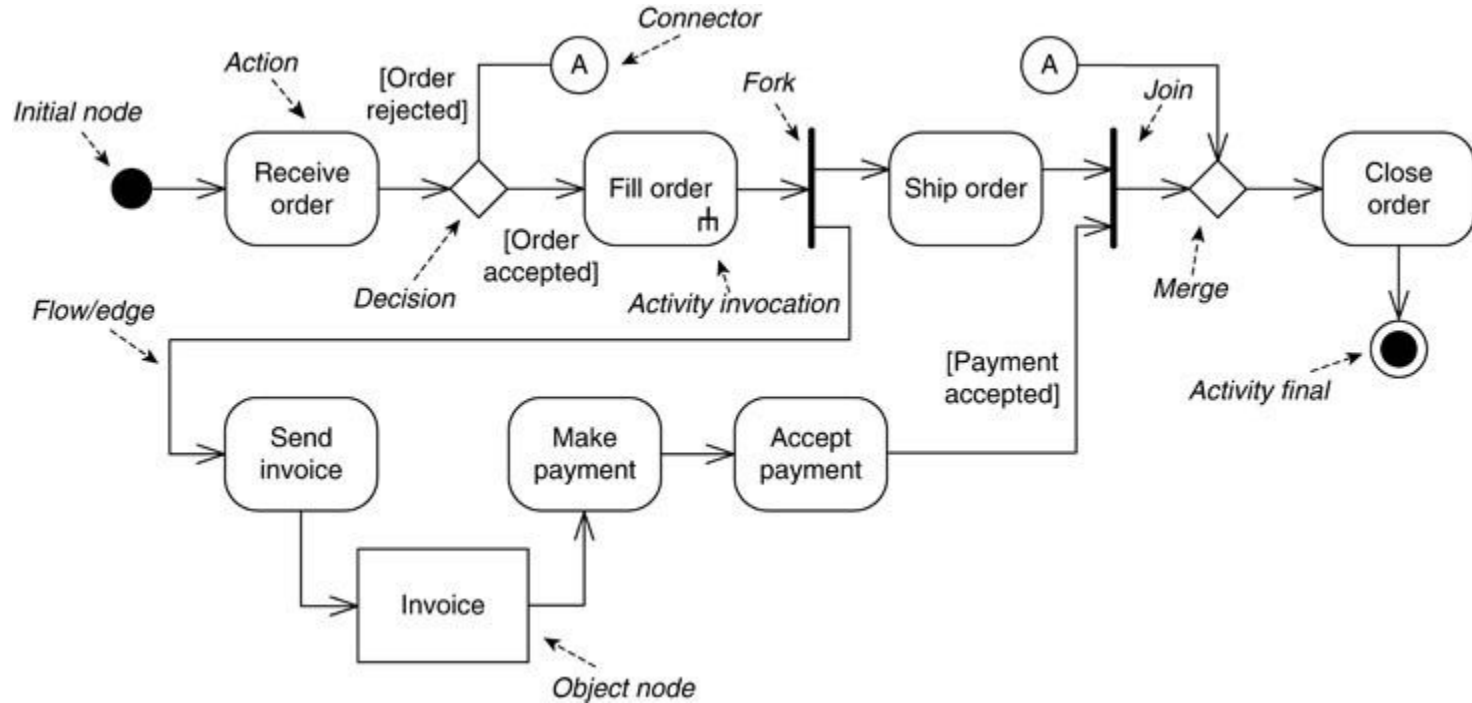 Connector
A
A
Action
[Order
rejected]
Fork
Join
Initial node
Receive
order
Fill order
Ship order
Close
order
[Order
accepted]
Decision
Activity invocation
Merge
Flow/edge
[Payment
accepted]
Activity final
Send
invoice
Make
payment
Accept
payment
Invoice
Object node